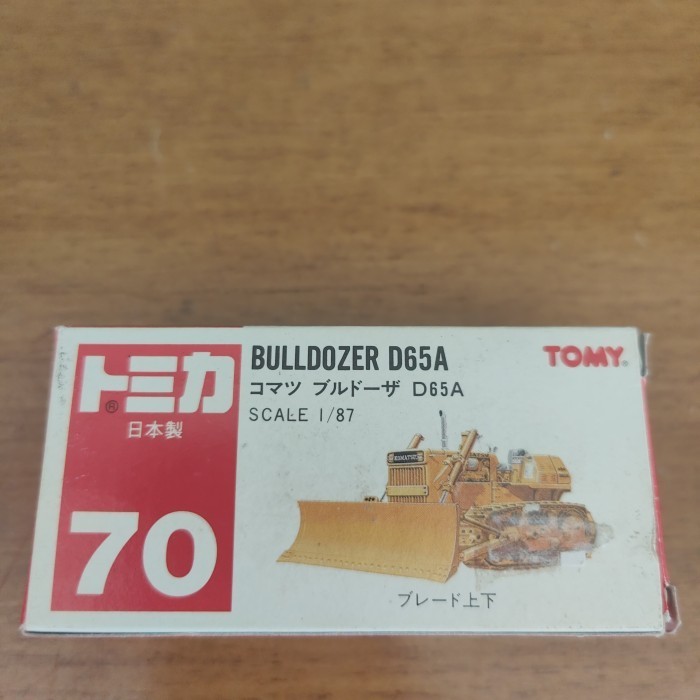 トミカ®
日本製
70
BULLDOZER D65A
コマツ ブルドーザ D65A
SCALE 1/87
TOMY®
KOMATSU
ブレード上下